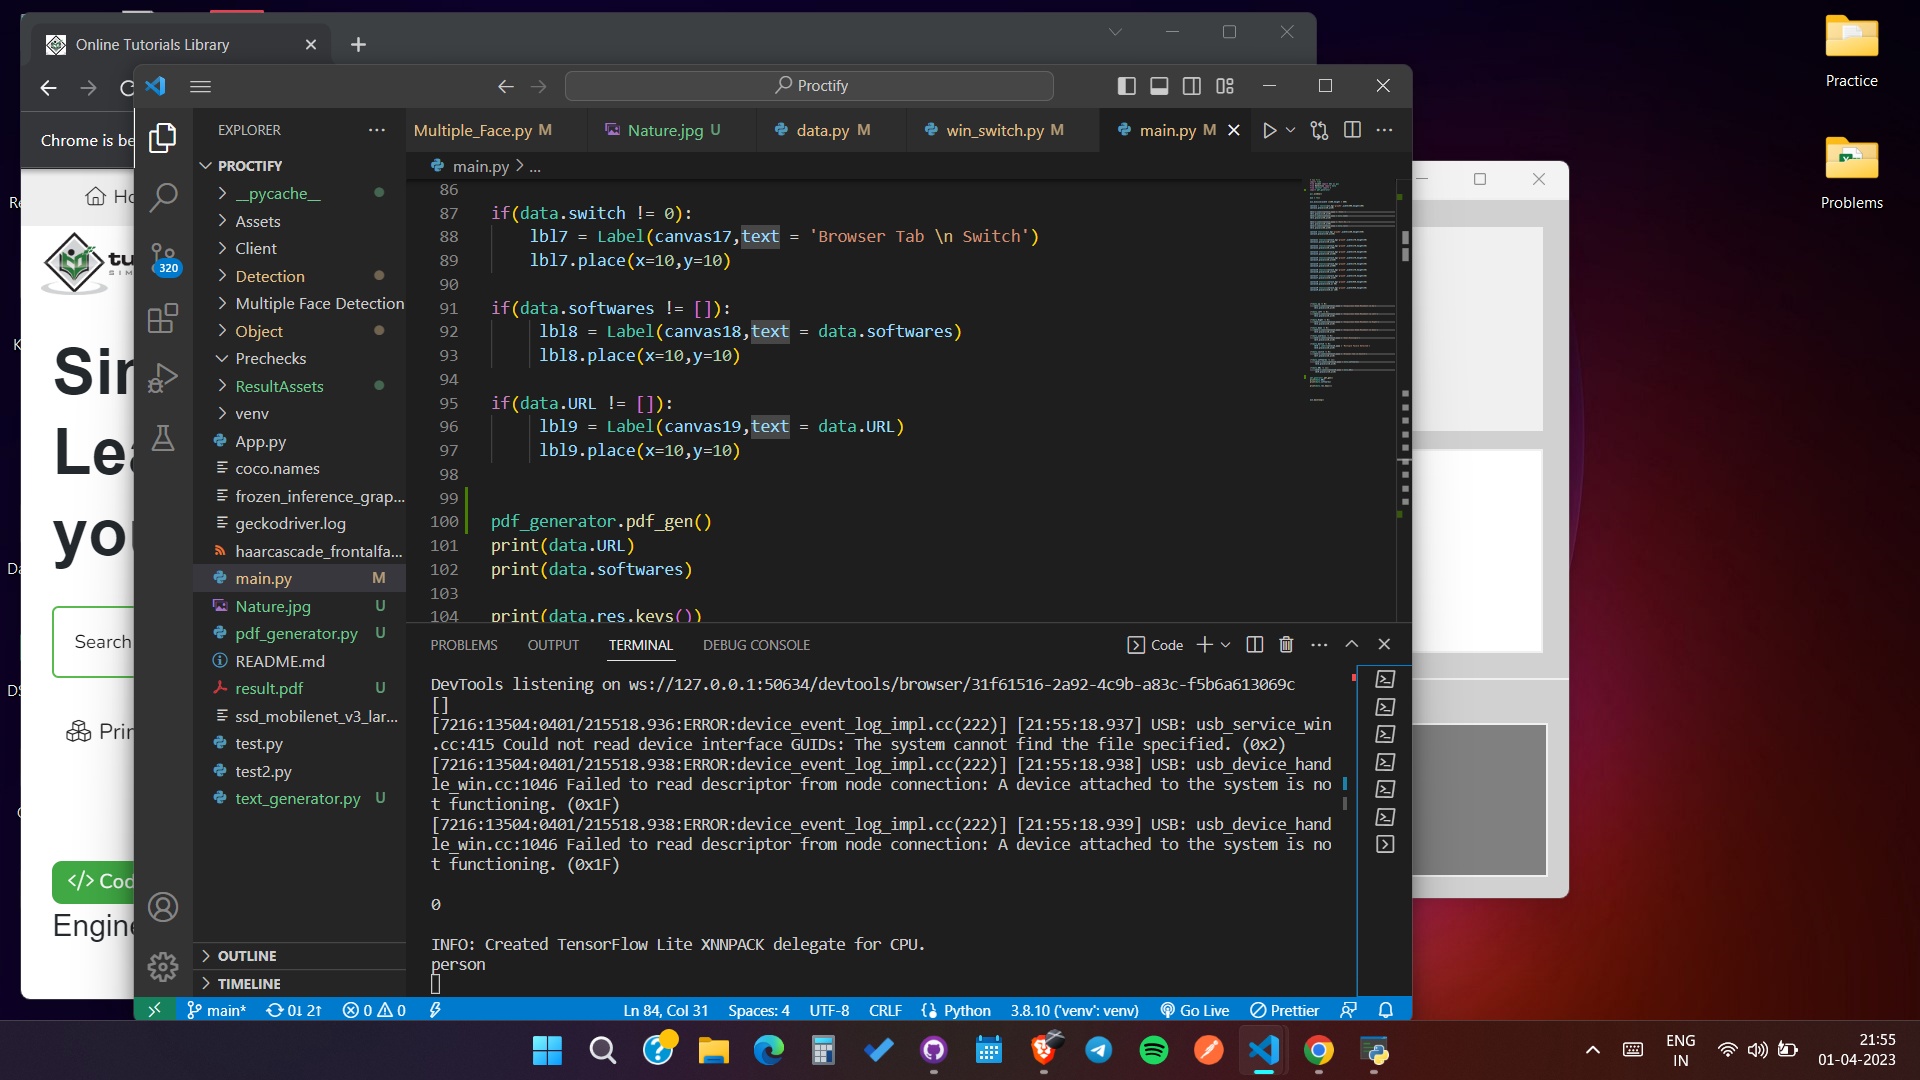 Online Tutorials Library
Practice
Problems
Chrome is be
Ho
SIM
Sin
Lea
you
Search
Prin
Cod
Engine
Proctify
EXPLORER
PROCTIFY
__pycache__
Assets
Client
Detection
Multiple Face Detection
Object
Prechecks
ResultAssets
venv
App.py
coco.names
frozen_inference_grap...
geckodriver.log
haarcascade_frontalfa...
main.py M
Nature.jpg U
pdf_generator.py U
README.md
result.pdf U
ssd_mobilenet_v3_lar...
test.py
test2.py
text_generator.py U
OUTLINE
TIMELINE
320
Multiple_Face.py M
Nature.jpg U
data.py M
win_switch.py M
main.py M
main.py > ...
86
87 if(data.switch != 0):
88 lbl7 = Label(canvas17,text = 'Browser Tab \n Switch')
89 lbl7.place(x=10,y=10)
90
91 if(data.softwares != []):
92 lbl8 = Label(canvas18,text = data.softwares)
93 lbl8.place(x=10,y=10)
94
95 if(data.URL != []):
96 lbl9 = Label(canvas19,text = data.URL)
97 lbl9.place(x=10,y=10)
98
99
100 pdf_generator.pdf_gen()
101 print(data.URL)
102 print(data.softwares)
103
104 print(data.res.keys())
PROBLEMS OUTPUT TERMINAL DEBUG CONSOLE
Code
DevTools listening on ws://127.0.0.1:50634/devtools/browser/31f61516-2a92-4c9b-a83c-f5b6a613069c
[]
[7216:13504:0401/215518.936:ERROR:device_event_log_impl.cc(222)] [21:55:18.937] USB: usb_service_win
.cc:415 Could not read device interface GUIDs: The system cannot find the file specified. (0x2)
[7216:13504:0401/215518.938:ERROR:device_event_log_impl.cc(222)] [21:55:18.938] USB: usb_device_hand
le_win.cc:1046 Failed to read descriptor from node connection: A device attached to the system is no
t functioning. (0x1F)
[7216:13504:0401/215518.938:ERROR:device_event_log_impl.cc(222)] [21:55:18.939] USB: usb_device_hand
le_win.cc:1046 Failed to read descriptor from node connection: A device attached to the system is no
t functioning. (0x1F)
0
INFO: Created TensorFlow Lite XNNPACK delegate for CPU.
person
main* 0↓ 2↑ 0 0 Ln 84, Col 31 Spaces: 4 UTF-8 CRLF Python 3.8.10 ('venv': venv) Go Live Prettier
ENG
IN
21:55
01-04-2023